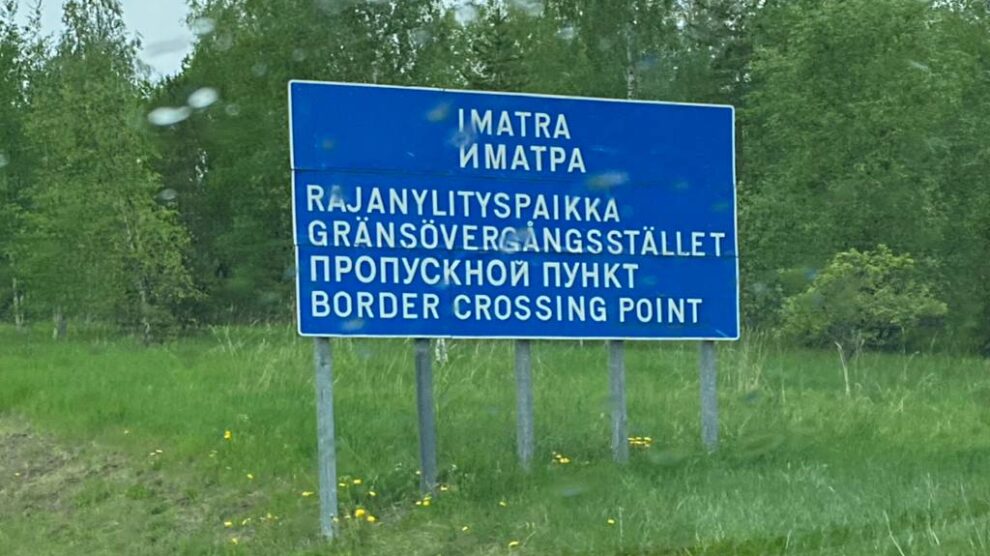 IMATRA
ИМАТРА
RAJANYLITYSPAIKKA
GRÄNSÖVERGÅNGSSTÄLLET
ПРОПУСКНОЙ ПУНКТ
BORDER CROSSING POINT